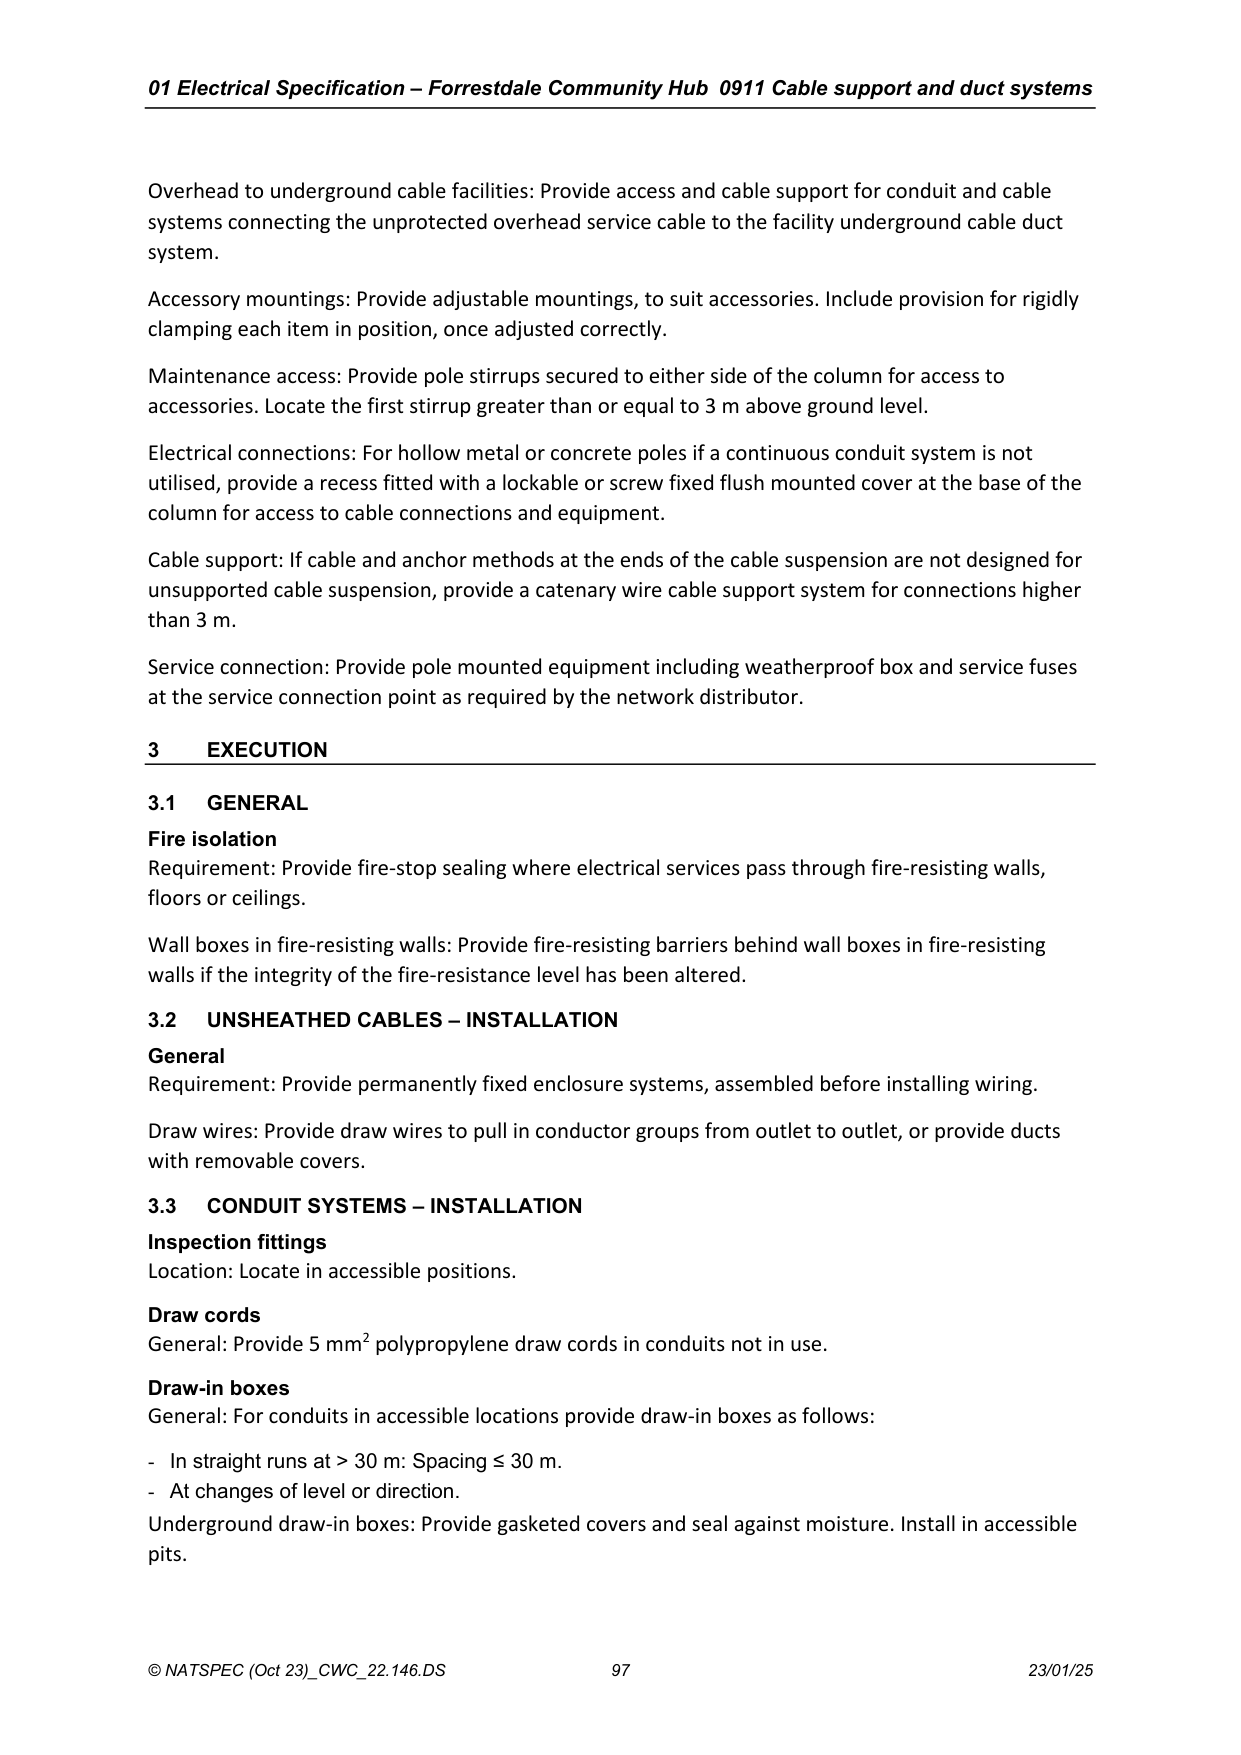 01 Electrical Specification – Forrestdale Community Hub 0911 Cable support and duct systems
Overhead to underground cable facilities: Provide access and cable support for conduit and cable
systems connecting the unprotected overhead service cable to the facility underground cable duct
system.
Accessory mountings: Provide adjustable mountings, to suit accessories. Include provision for rigidly
clamping each item in position, once adjusted correctly.
Maintenance access: Provide pole stirrups secured to either side of the column for access to
accessories. Locate the first stirrup greater than or equal to 3 m above ground level.
Electrical connections: For hollow metal or concrete poles if a continuous conduit system is not
utilised, provide a recess fitted with a lockable or screw fixed flush mounted cover at the base of the
column for access to cable connections and equipment.
Cable support: If cable and anchor methods at the ends of the cable suspension are not designed for
unsupported cable suspension, provide a catenary wire cable support system for connections higher
than 3 m.
Service connection: Provide pole mounted equipment including weatherproof box and service fuses
at the service connection point as required by the network distributor.
3 EXECUTION
3.1 GENERAL
Fire isolation
Requirement: Provide fire-stop sealing where electrical services pass through fire-resisting walls,
floors or ceilings.
Wall boxes in fire-resisting walls: Provide fire-resisting barriers behind wall boxes in fire-resisting
walls if the integrity of the fire-resistance level has been altered.
3.2 UNSHEATHED CABLES – INSTALLATION
General
Requirement: Provide permanently fixed enclosure systems, assembled before installing wiring.
Draw wires: Provide draw wires to pull in conductor groups from outlet to outlet, or provide ducts
with removable covers.
3.3 CONDUIT SYSTEMS – INSTALLATION
Inspection fittings
Location: Locate in accessible positions.
Draw cords
General: Provide 5 mm² polypropylene draw cords in conduits not in use.
Draw-in boxes
General: For conduits in accessible locations provide draw-in boxes as follows:
- In straight runs at > 30 m: Spacing ≤ 30 m.
- At changes of level or direction.
Underground draw-in boxes: Provide gasketed covers and seal against moisture. Install in accessible
pits.
© NATSPEC (Oct 23)_CWC_22.146.DS 97 23/01/25